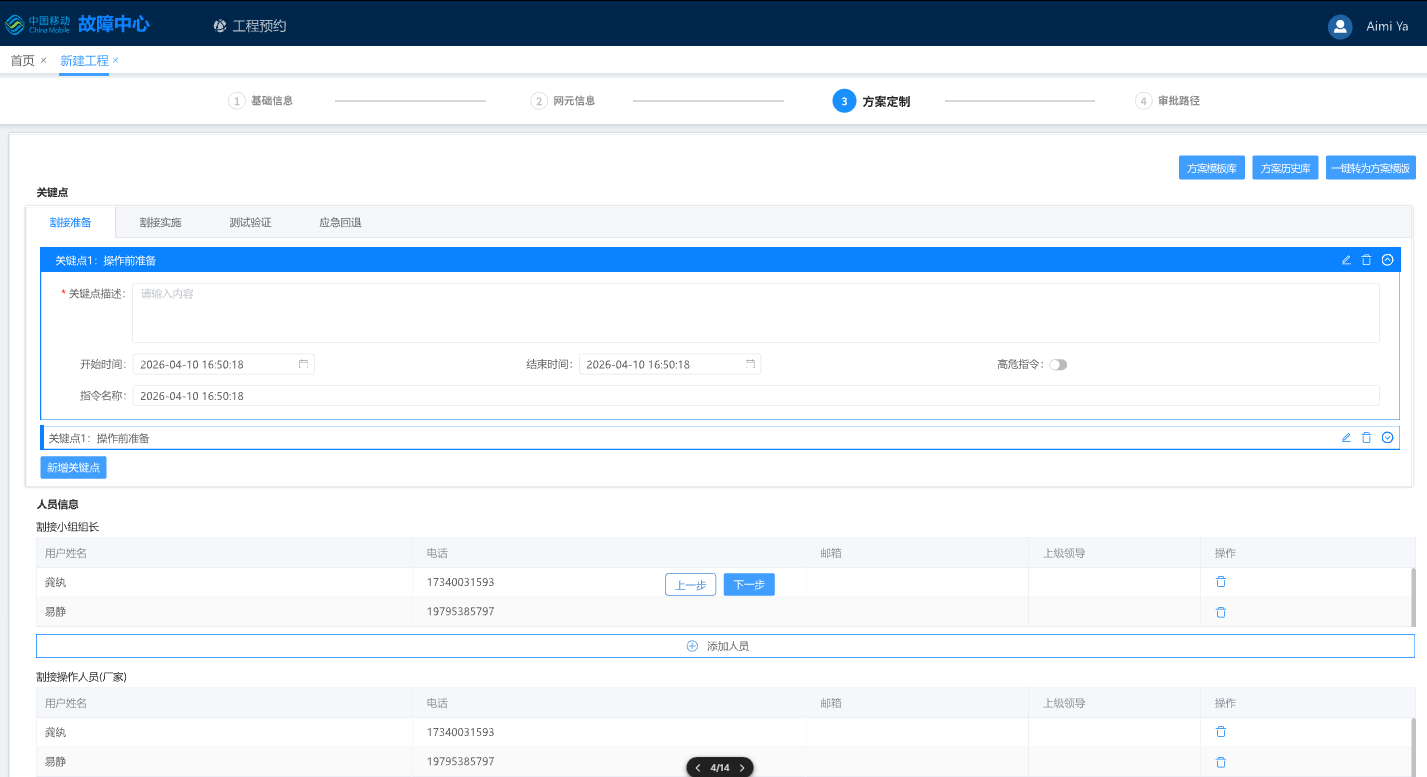 中国移动 China Mobile 故障中心 工程预约 Aimi Ya
首页 × 新建工程 ×
1 基础信息 2 网元信息 3 方案定制 4 审批路径
方案模板库 方案历史库 一键转为方案模版
关键点
割接准备 割接实施 测试验证 应急回退
关键点1: 操作前准备
* 关键点描述: 请输入内容
开始时间: 2026-04-10 16:50:18 结束时间: 2026-04-10 16:50:18 高危指令:
指令名称: 2026-04-10 16:50:18
关键点1: 操作前准备
新增关键点
人员信息
割接小组组长
用户姓名 电话 邮箱 上级领导 操作
龚纨 17340031593
上一步 下一步
易静 19795385797
添加人员
割接操作人员(厂家)
用户姓名 电话 邮箱 上级领导 操作
龚纨 17340031593
易静 19795385797
4/14